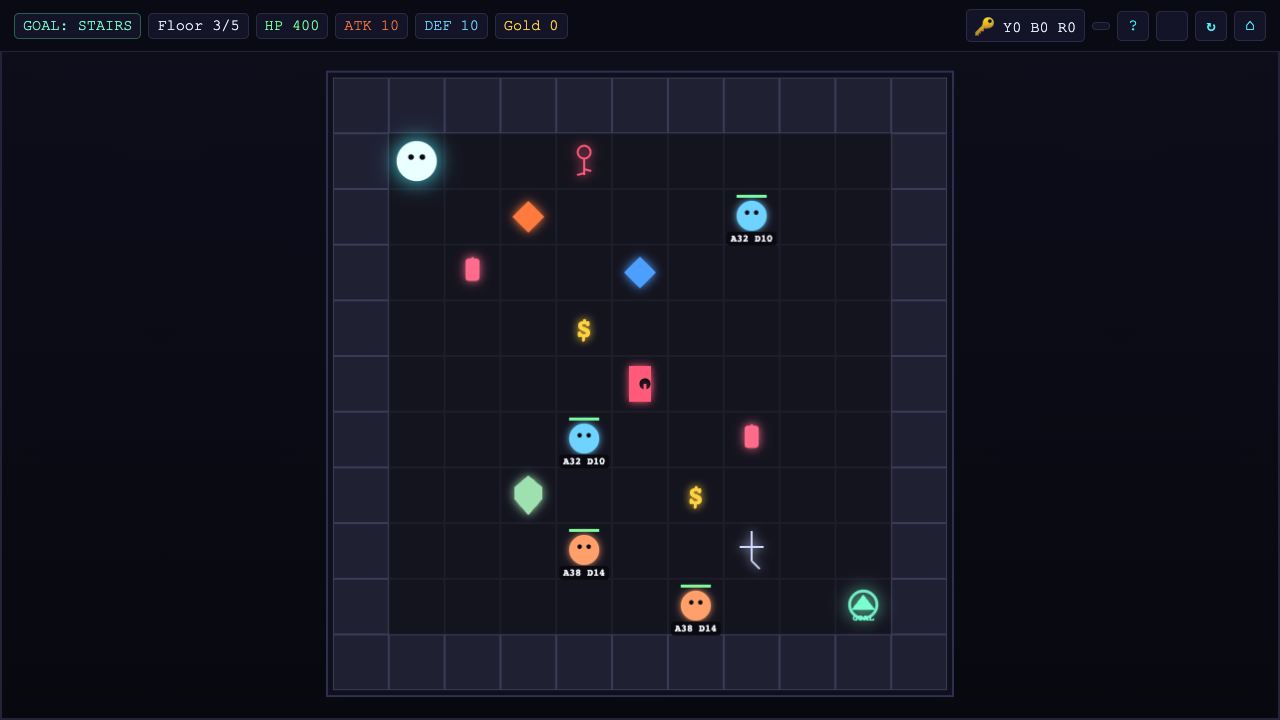 GOAL: STAIRS Floor 3/5 HP 400 ATK 10 DEF 10 Gold 0 Y0 B0 R0 ? ↻ ⌂
A32 D10
$
A32 D10
$
A38 D14
A38 D14
GOAL